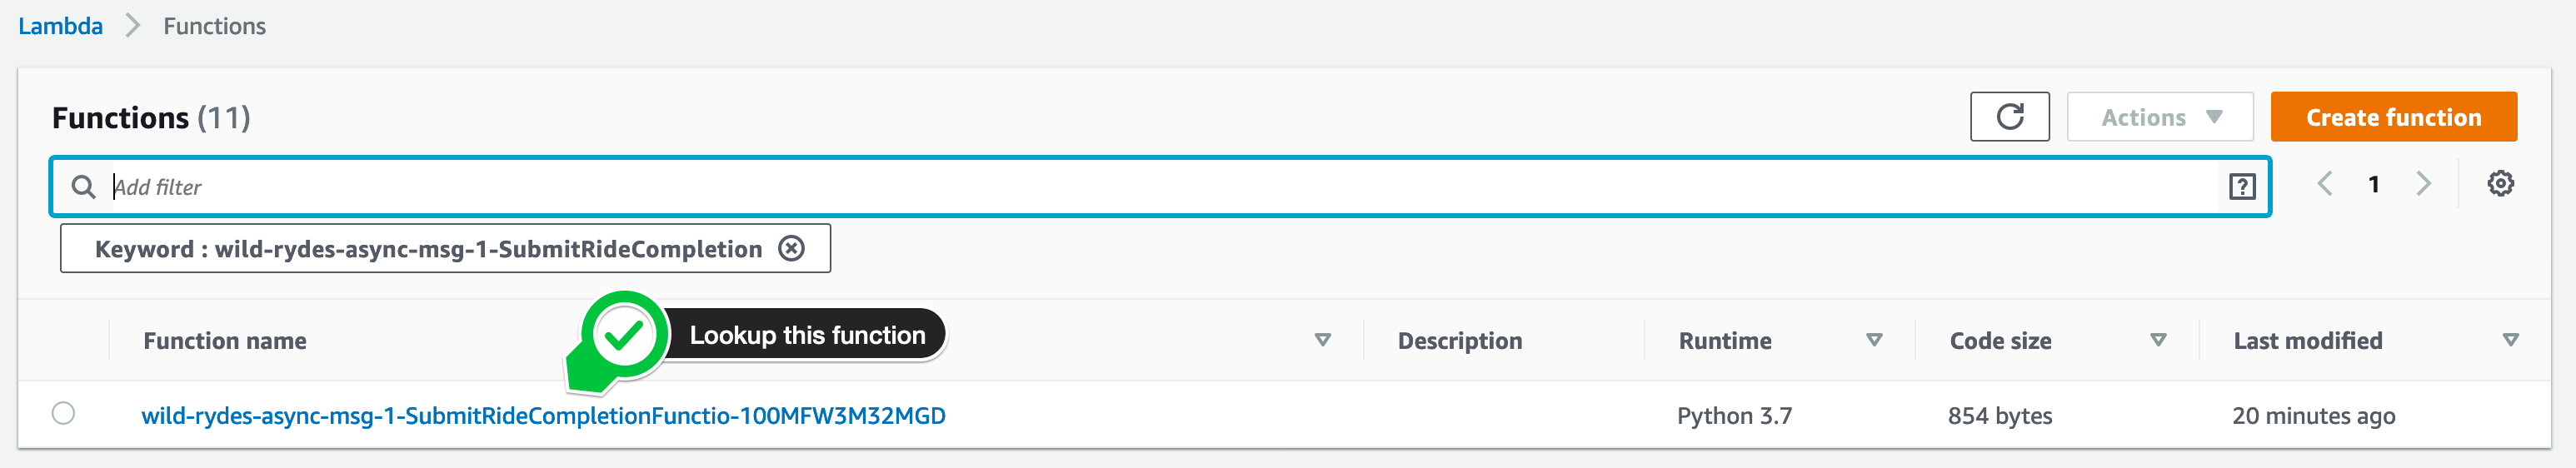 Lambda > Functions
Functions (11)
Actions
Create function
Add filter
1
Keyword : wild-rydes-async-msg-1-SubmitRideCompletion
Lookup this function
Function name Description Runtime Code size Last modified
wild-rydes-async-msg-1-SubmitRideCompletionFunctio-100MFW3M32MGD Python 3.7 854 bytes 20 minutes ago